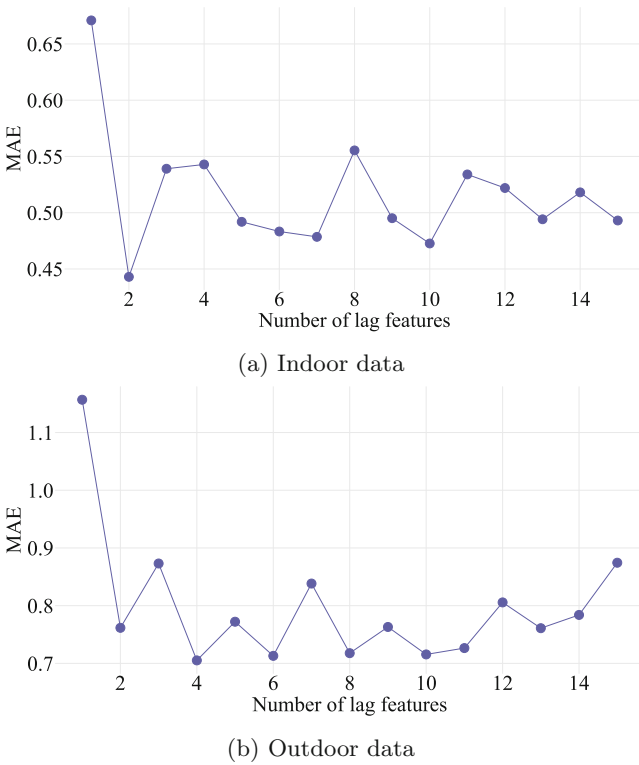 0.65
0.60
0.55
0.50
0.45
MAE
2 4 6 8 10 12 14
Number of lag features
(a) Indoor data
1.1
1.0
0.9
0.8
0.7
MAE
2 4 6 8 10 12 14
Number of lag features
(b) Outdoor data